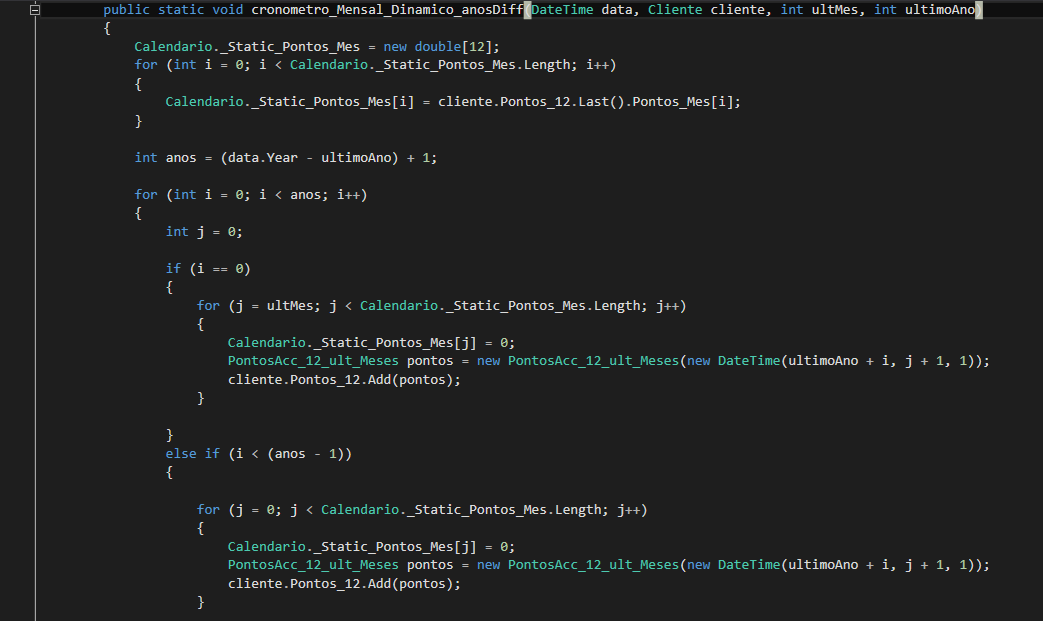 public static void cronometro_Mensal_Dinamico_anosDiff(DateTime data, Cliente cliente, int ultMes, int ultimoAno)
{
Calendario._Static_Pontos_Mes = new double[12];
for (int i = 0; i < Calendario._Static_Pontos_Mes.Length; i++)
{
Calendario._Static_Pontos_Mes[i] = cliente.Pontos_12.Last().Pontos_Mes[i];
}
int anos = (data.Year - ultimoAno) + 1;
for (int i = 0; i < anos; i++)
{
int j = 0;
if (i == 0)
{
for (j = ultMes; j < Calendario._Static_Pontos_Mes.Length; j++)
{
Calendario._Static_Pontos_Mes[j] = 0;
PontosAcc_12_ult_Meses pontos = new PontosAcc_12_ult_Meses(new DateTime(ultimoAno + i, j + 1, 1));
cliente.Pontos_12.Add(pontos);
}
}
else if (i < (anos - 1))
{
for (j = 0; j < Calendario._Static_Pontos_Mes.Length; j++)
{
Calendario._Static_Pontos_Mes[j] = 0;
PontosAcc_12_ult_Meses pontos = new PontosAcc_12_ult_Meses(new DateTime(ultimoAno + i, j + 1, 1));
cliente.Pontos_12.Add(pontos);
}